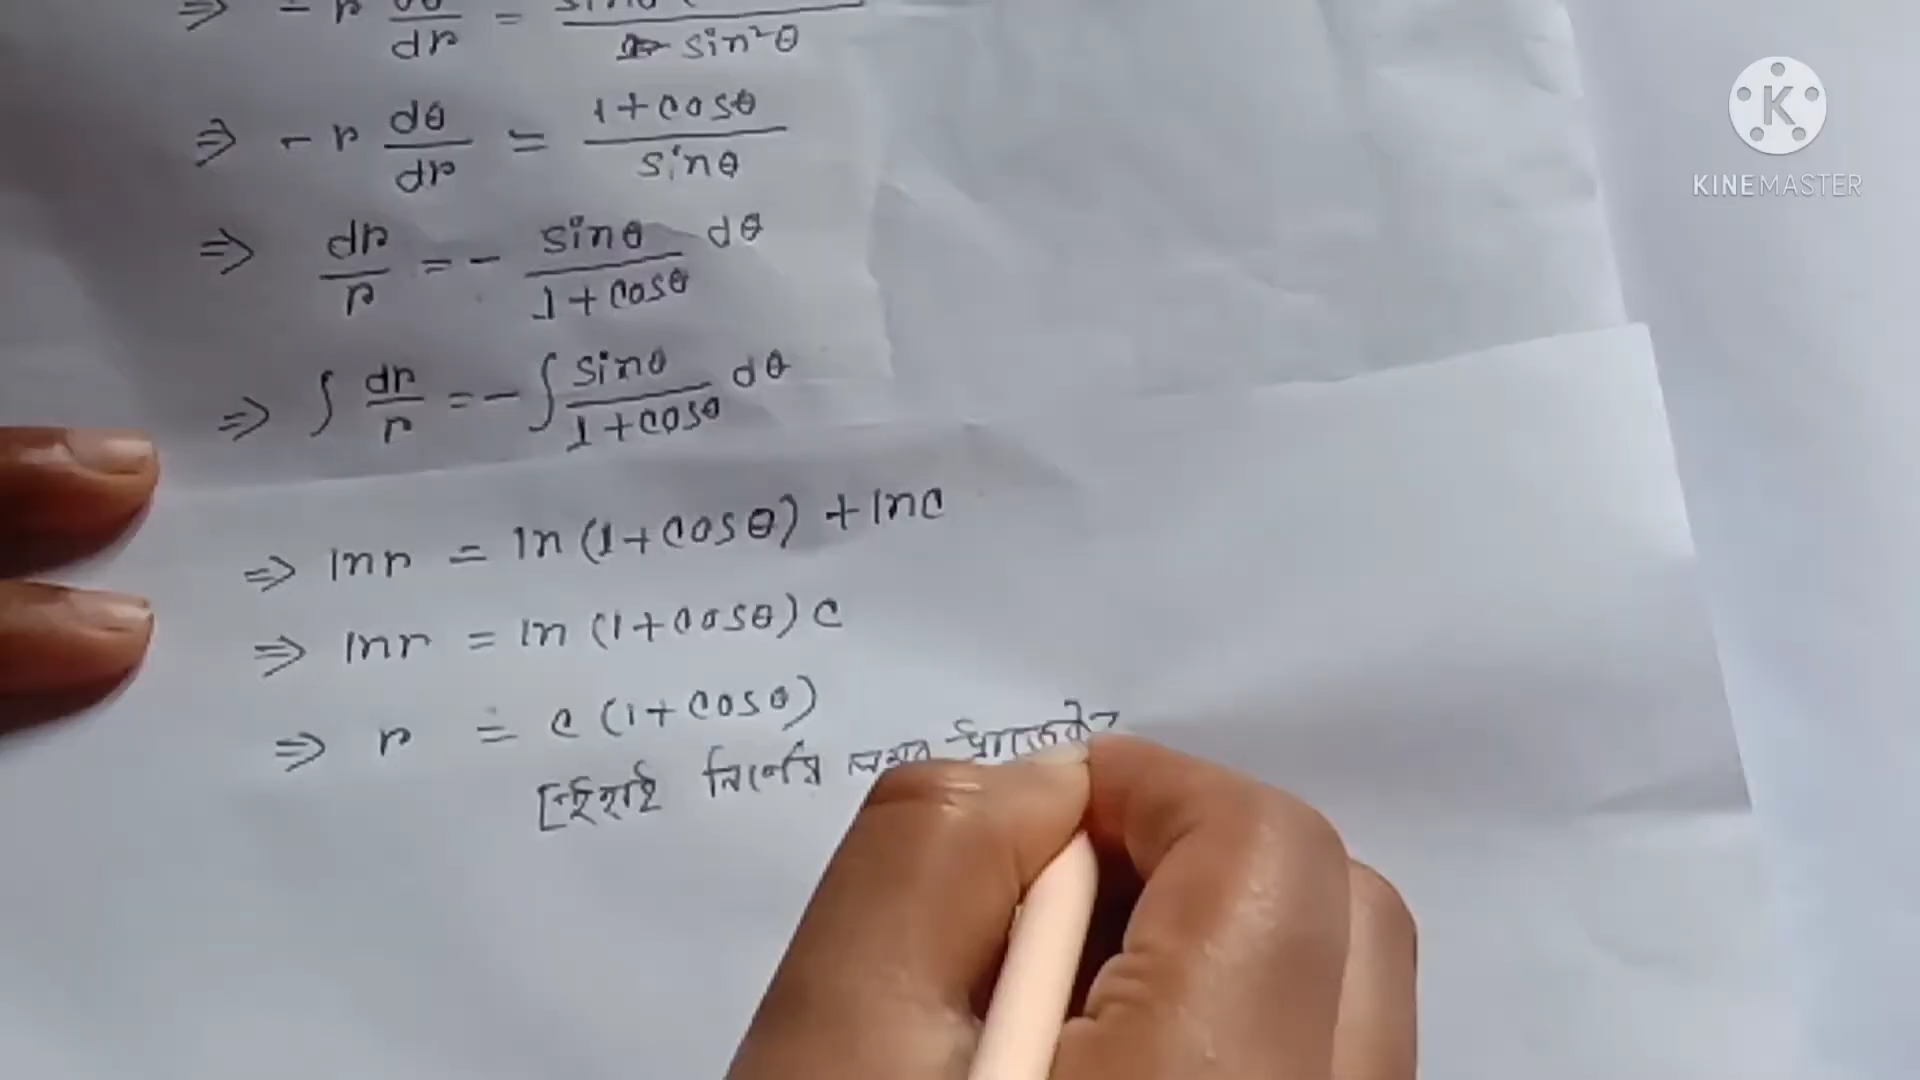 ⇒ - r dθ/dr = sinθ / sin²θ
⇒ - r dθ/dr = (1+cosθ)/sinθ
⇒ dr/r = - sinθ/(1+cosθ) dθ
⇒ ∫ dr/r = - ∫ sinθ/(1+cosθ) dθ
⇒ lnr = ln(1+cosθ) + lnc
⇒ lnr = ln(1+cosθ)c
⇒ r = c(1+cosθ)
[ইহাই নির্ণেয়
KINEMASTER